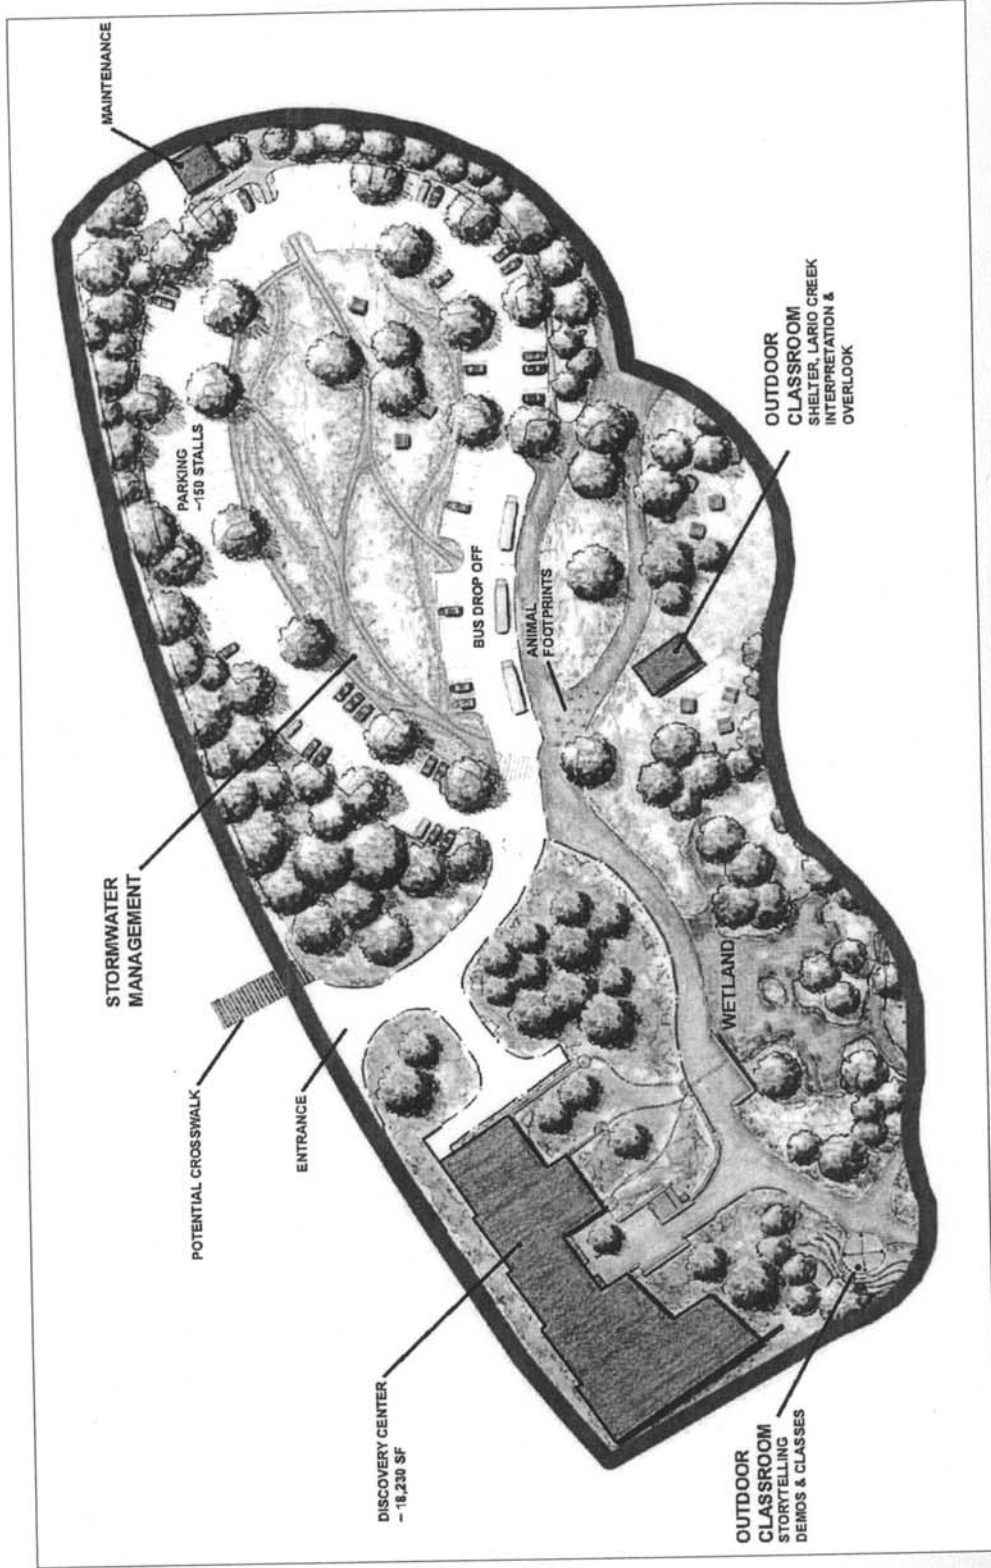 MAINTENANCE
STORMWATER
MANAGEMENT
PARKING
~150 STALLS
POTENTIAL CROSSWALK
ENTRANCE
DISCOVERY CENTER
~ 18,230 SF
BUS DROP OFF
ANIMAL
FOOTPRINTS
WETLAND
OUTDOOR
CLASSROOM
STORYTELLING
DEMOS & CLASSES
OUTDOOR
CLASSROOM
SHELTER, LARIO CREEK
INTERPRETATION &
OVERLOOK